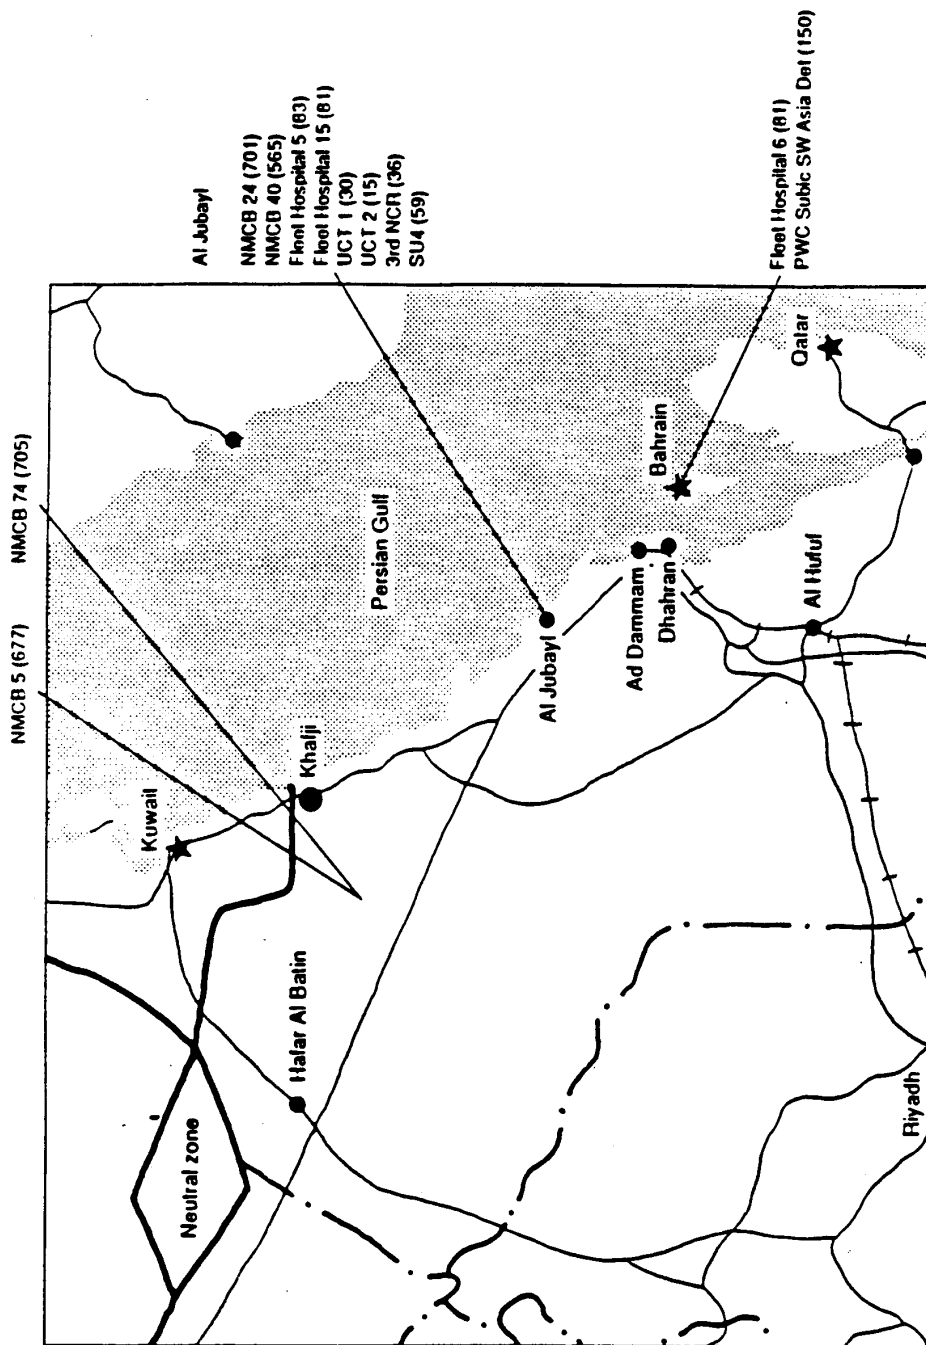 NMCB 5 (677)
NMCB 74 (705)
Al Jubayl
NMCB 24 (701)
NMCB 40 (565)
Fleet Hospital 5 (83)
Fleet Hospital 15 (81)
UCT 1 (30)
UCT 2 (15)
3rd NCR (36)
SU4 (59)
Fleet Hospital 6 (81)
PWC Subic SW Asia Det (150)
Kuwait
Khafji
Persian Gulf
Neutral zone
Hafar Al Batin
Al Jubayl
Ad Dammam
Dhahran
Bahrain
Qatar
Al Hufuf
Riyadh